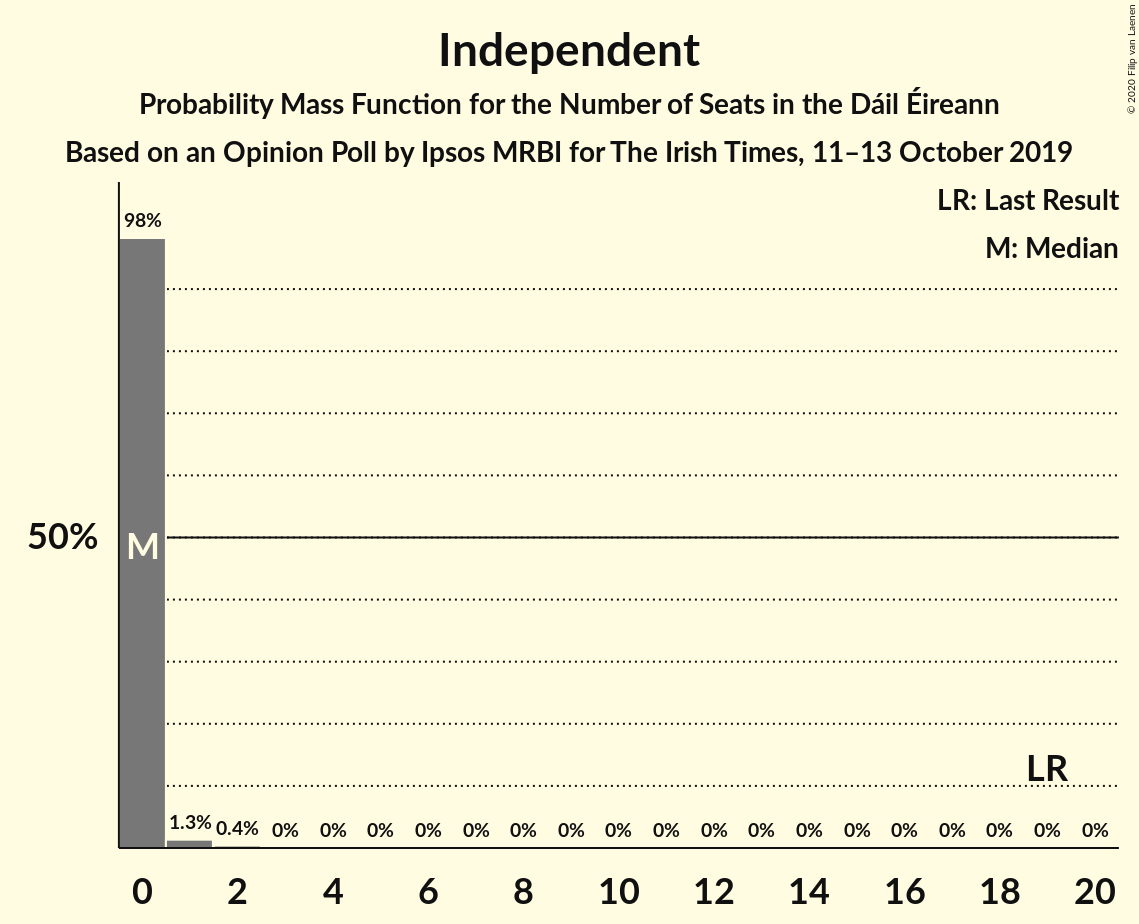 © 2020 Filip van Laenen
Independent
Probability Mass Function for the Number of Seats in the Dáil Éireann
Based on an Opinion Poll by Ipsos MRBI for The Irish Times, 11–13 October 2019
LR: Last Result
M: Median
98%
50%
M
LR
1.3% 0.4% 0% 0% 0% 0% 0% 0% 0% 0% 0% 0% 0% 0% 0% 0% 0% 0% 0% 0%
0 2 4 6 8 10 12 14 16 18 20